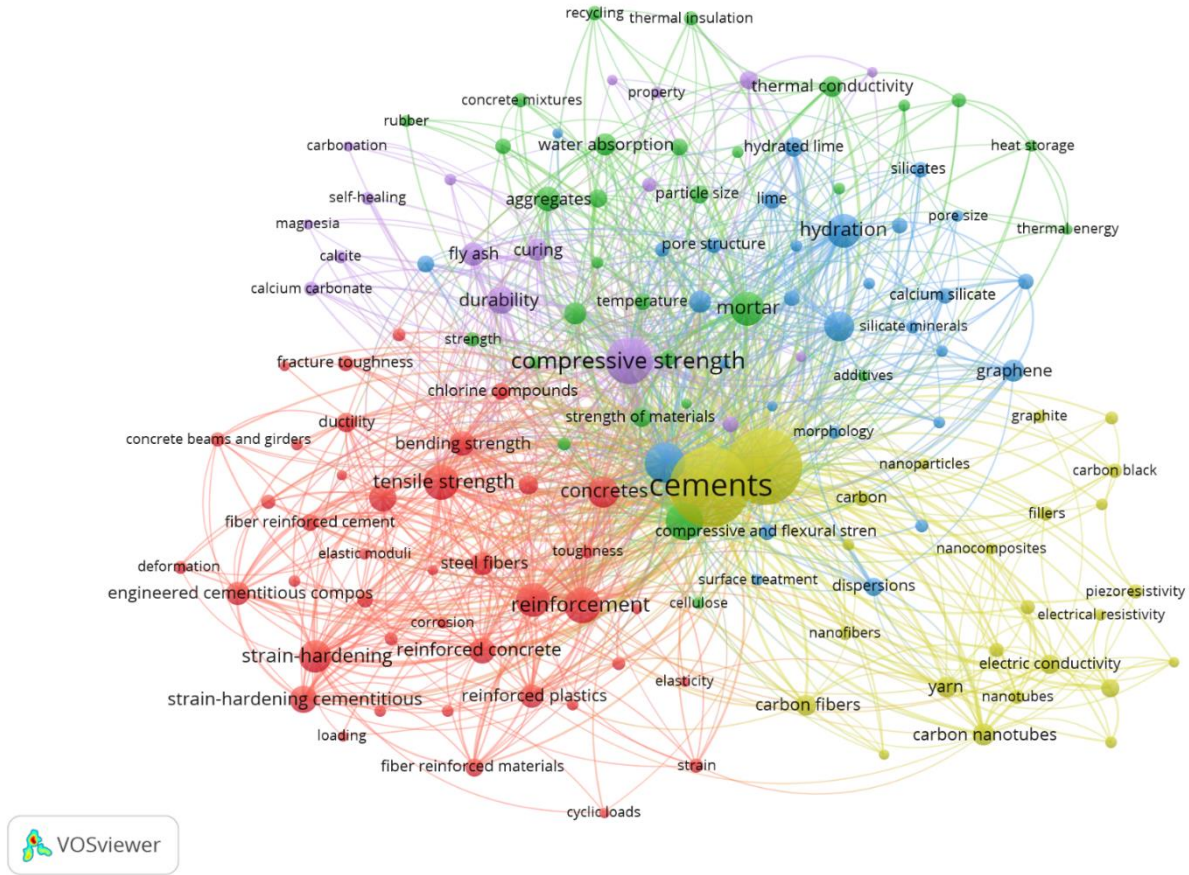 recycling
thermal insulation
property
thermal conductivity
concrete mixtures
rubber
carbonation
water absorption
hydrated lime
heat storage
silicates
self-healing
aggregates
particle size
lime
magnesia
pore size
hydration
thermal energy
calcite
fly ash
curing
pore structure
calcium carbonate
durability
temperature
mortar
calcium silicate
silicate minerals
strength
fracture toughness
compressive strength
additives
graphene
chlorine compounds
ductility
strength of materials
graphite
concrete beams and girders
bending strength
morphology
nanoparticles
carbon black
tensile strength
concretes
cements
carbon
fillers
fiber reinforced cement
compressive and flexural stren
elastic moduli
toughness
nanocomposites
deformation
steel fibers
surface treatment
dispersions
piezoresistivity
engineered cementitious compos
reinforcement
cellulose
electrical resistivity
corrosion
nanofibers
strain-hardening
reinforced concrete
electric conductivity
elasticity
yarn
nanotubes
strain-hardening cementitious
reinforced plastics
carbon fibers
loading
carbon nanotubes
fiber reinforced materials
strain
cyclic loads
VOSviewer